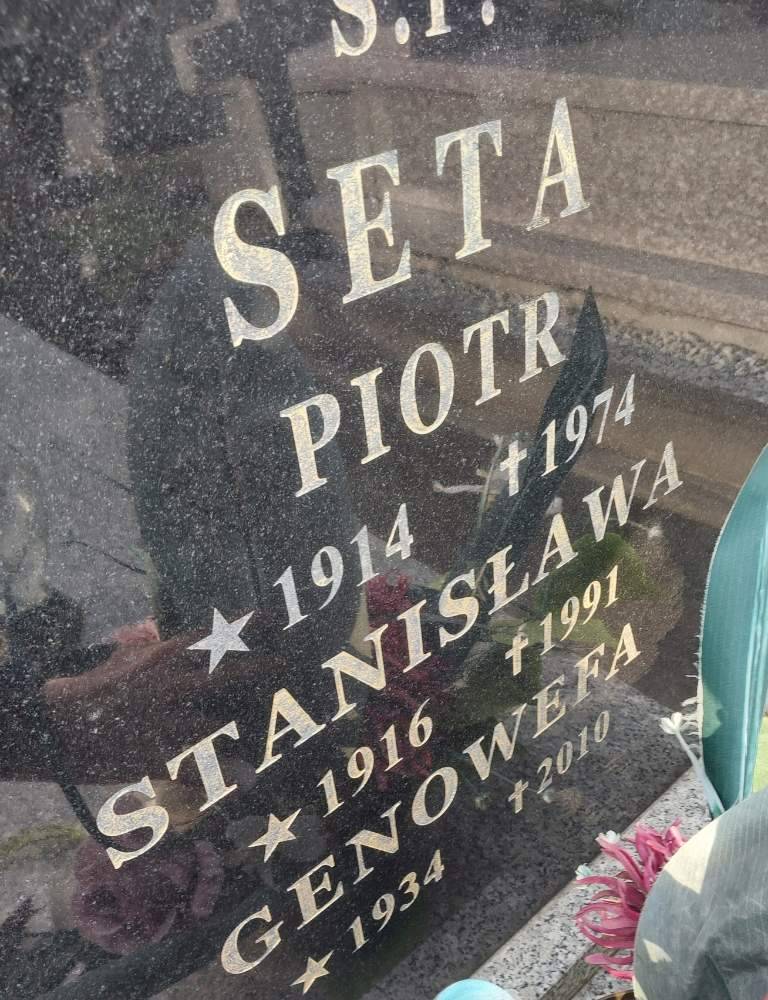 Ś.P.
SETA
PIOTR
★ 1914 ✝ 1974
STANISŁAWA
★ 1916 ✝ 1991
GENOWEFA
★ 1934 ✝ 2010